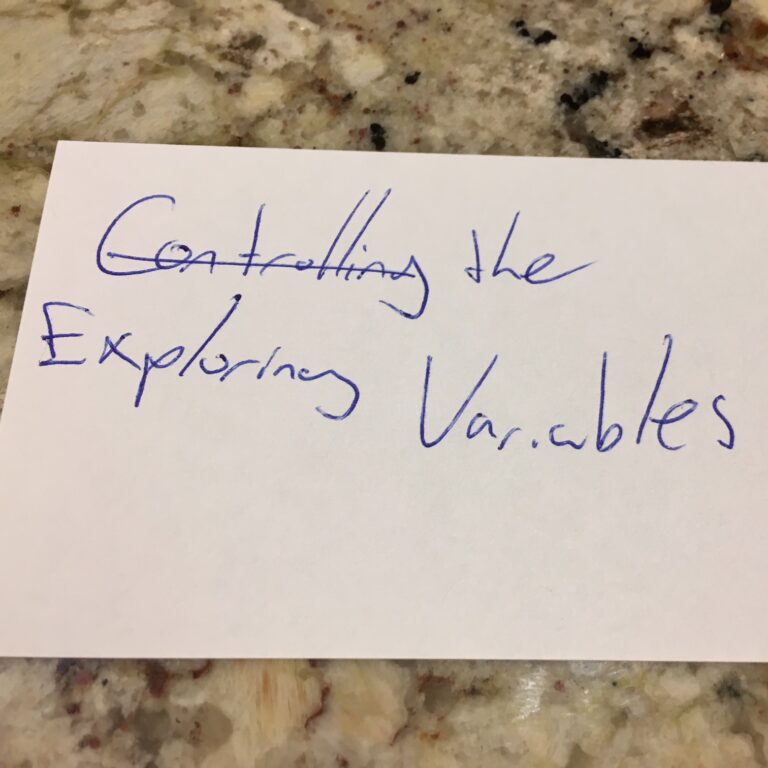 Controlling the
Exploring Variables